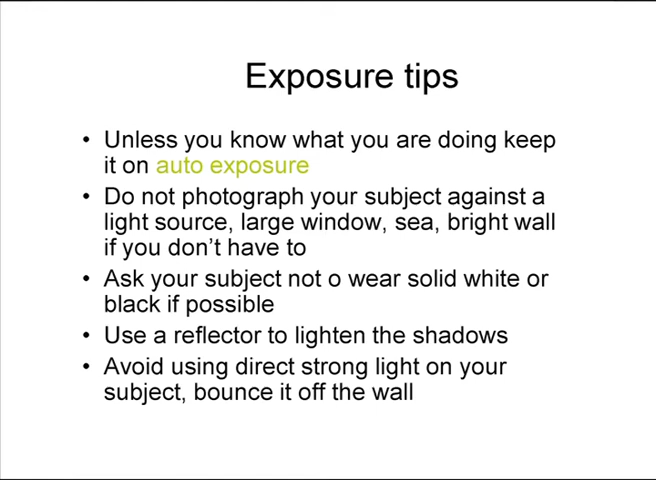 Exposure tips
• Unless you know what you are doing keep
it on auto exposure
• Do not photograph your subject against a
light source, large window, sea, bright wall
if you don't have to
• Ask your subject not o wear solid white or
black if possible
• Use a reflector to lighten the shadows
• Avoid using direct strong light on your
subject, bounce it off the wall